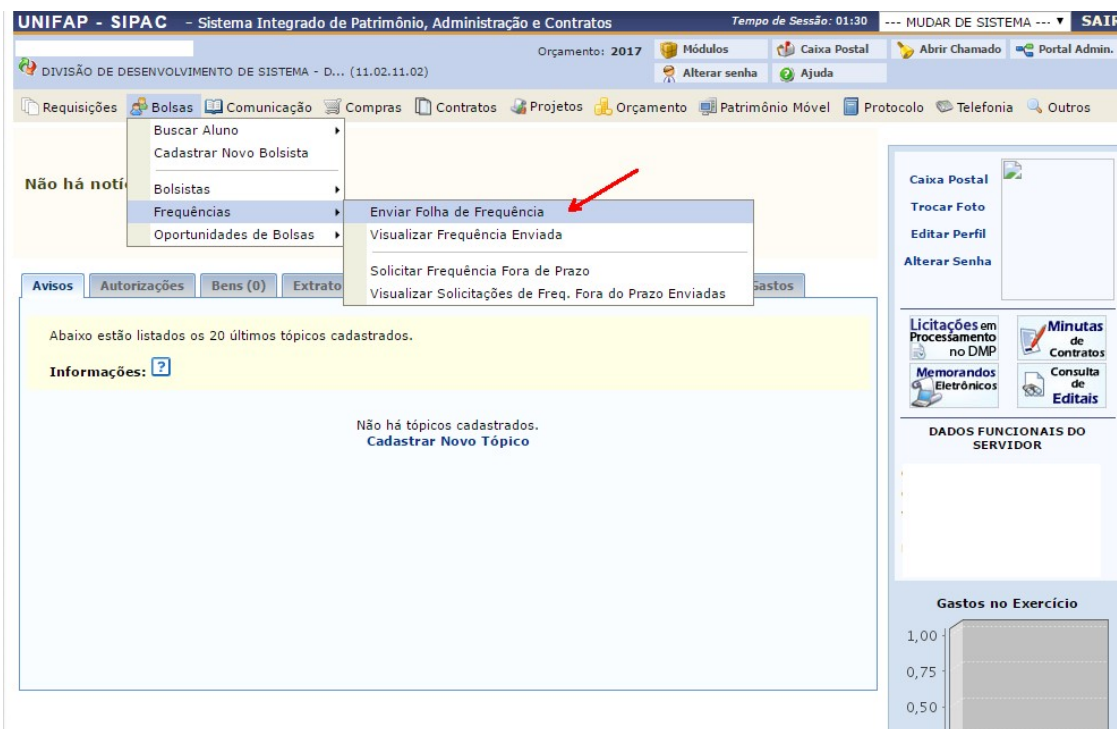 UNIFAP - SIPAC - Sistema Integrado de Patrimônio, Administração e Contratos Tempo de Sessão: 01:30 --- MUDAR DE SISTEMA --- SAIR
Orçamento: 2017 Módulos Caixa Postal Abrir Chamado Portal Admin.
DIVISÃO DE DESENVOLVIMENTO DE SISTEMA - D... (11.02.11.02) Alterar senha Ajuda
Requisições Bolsas Comunicação Compras Contratos Projetos Orçamento Patrimônio Móvel Protocolo Telefonia Outros
Buscar Aluno
Cadastrar Novo Bolsista
Bolsistas
Frequências
Oportunidades de Bolsas
Enviar Folha de Frequência
Visualizar Frequência Enviada
Solicitar Frequência Fora de Prazo
Visualizar Solicitações de Freq. Fora do Prazo Enviadas
Não há notíc
Avisos Autorizações Bens (0) Extrato Gastos
Abaixo estão listados os 20 últimos tópicos cadastrados.
Informações: ?
Não há tópicos cadastrados.
Cadastrar Novo Tópico
Caixa Postal
Trocar Foto
Editar Perfil
Alterar Senha
Licitações em
Processamento
no DMP
Minutas
de
Contratos
Memorandos
Eletrônicos
Consulta
de
Editais
DADOS FUNCIONAIS DO
SERVIDOR
Gastos no Exercício
1,00
0,75
0,50